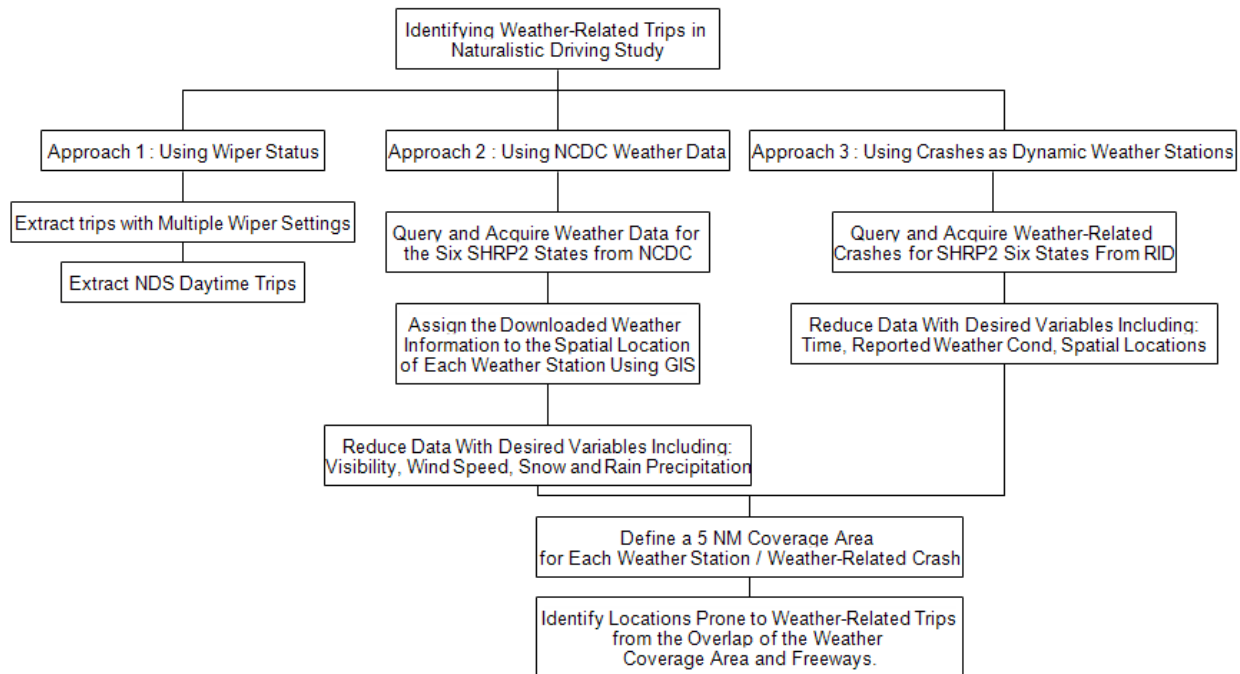 Identifying Weather-Related Trips in
Naturalistic Driving Study
Approach 1 : Using Wiper Status
Approach 2 : Using NCDC Weather Data
Approach 3 : Using Crashes as Dynamic Weather Stations
Extract trips with Multiple Wiper Settings
Extract NDS Daytime Trips
Query and Acquire Weather Data for
the Six SHRP2 States from NCDC
Query and Acquire Weather-Related
Crashes for SHRP2 Six States From RID
Assign the Downloaded Weather
Information to the Spatial Location
of Each Weather Station Using GIS
Reduce Data With Desired Variables Including:
Time, Reported Weather Cond, Spatial Locations
Reduce Data With Desired Variables Including:
Visibility, Wind Speed, Snow and Rain Precipitation
Define a 5 NM Coverage Area
for Each Weather Station / Weather-Related Crash
Identify Locations Prone to Weather-Related Trips
from the Overlap of the Weather
Coverage Area and Freeways.